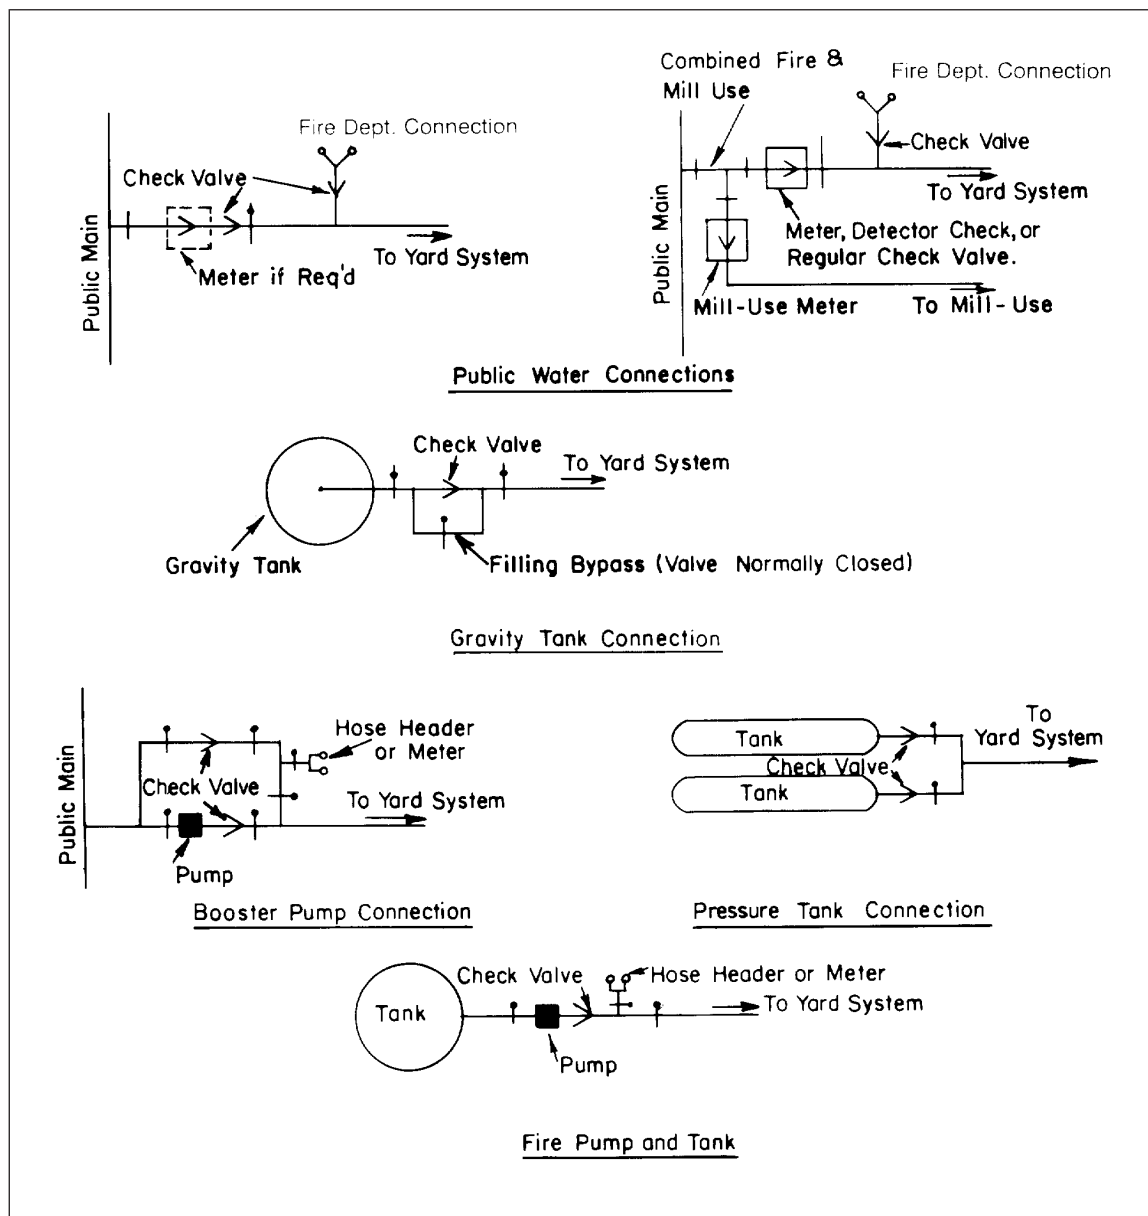 Fire Dept. Connection
Check Valve
Public Main
To Yard System
Meter if Req'd
Combined Fire &
Mill Use
Fire Dept. Connection
Check Valve
Public Main
To Yard System
Meter, Detector Check, or
Regular Check Valve.
Mill-Use Meter
To Mill-Use
Public Water Connections
Check Valve
To Yard System
Gravity Tank
Filling Bypass (Valve Normally Closed)
Gravity Tank Connection
Public Main
Hose Header
or Meter
Check Valve
To Yard System
Pump
Booster Pump Connection
Tank
To
Yard System
Check Valve
Tank
Pressure Tank Connection
Tank
Check Valve
Hose Header or Meter
To Yard System
Pump
Fire Pump and Tank